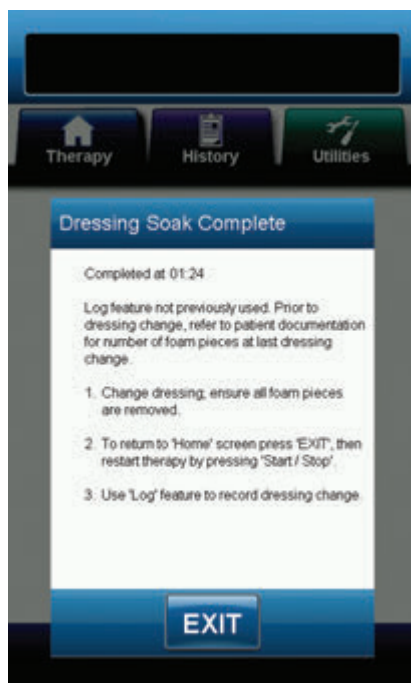 Therapy
History
Utilities
Dressing Soak Complete
Completed at 01:24
Log feature not previously used. Prior to
dressing change, refer to patient documentation
for number of foam pieces at last dressing
change.
1. Change dressing; ensure all foam pieces
are removed.
2. To return to 'Home' screen press 'EXIT', then
restart therapy by pressing 'Start / Stop'.
3. Use 'Log' feature to record dressing change.
EXIT